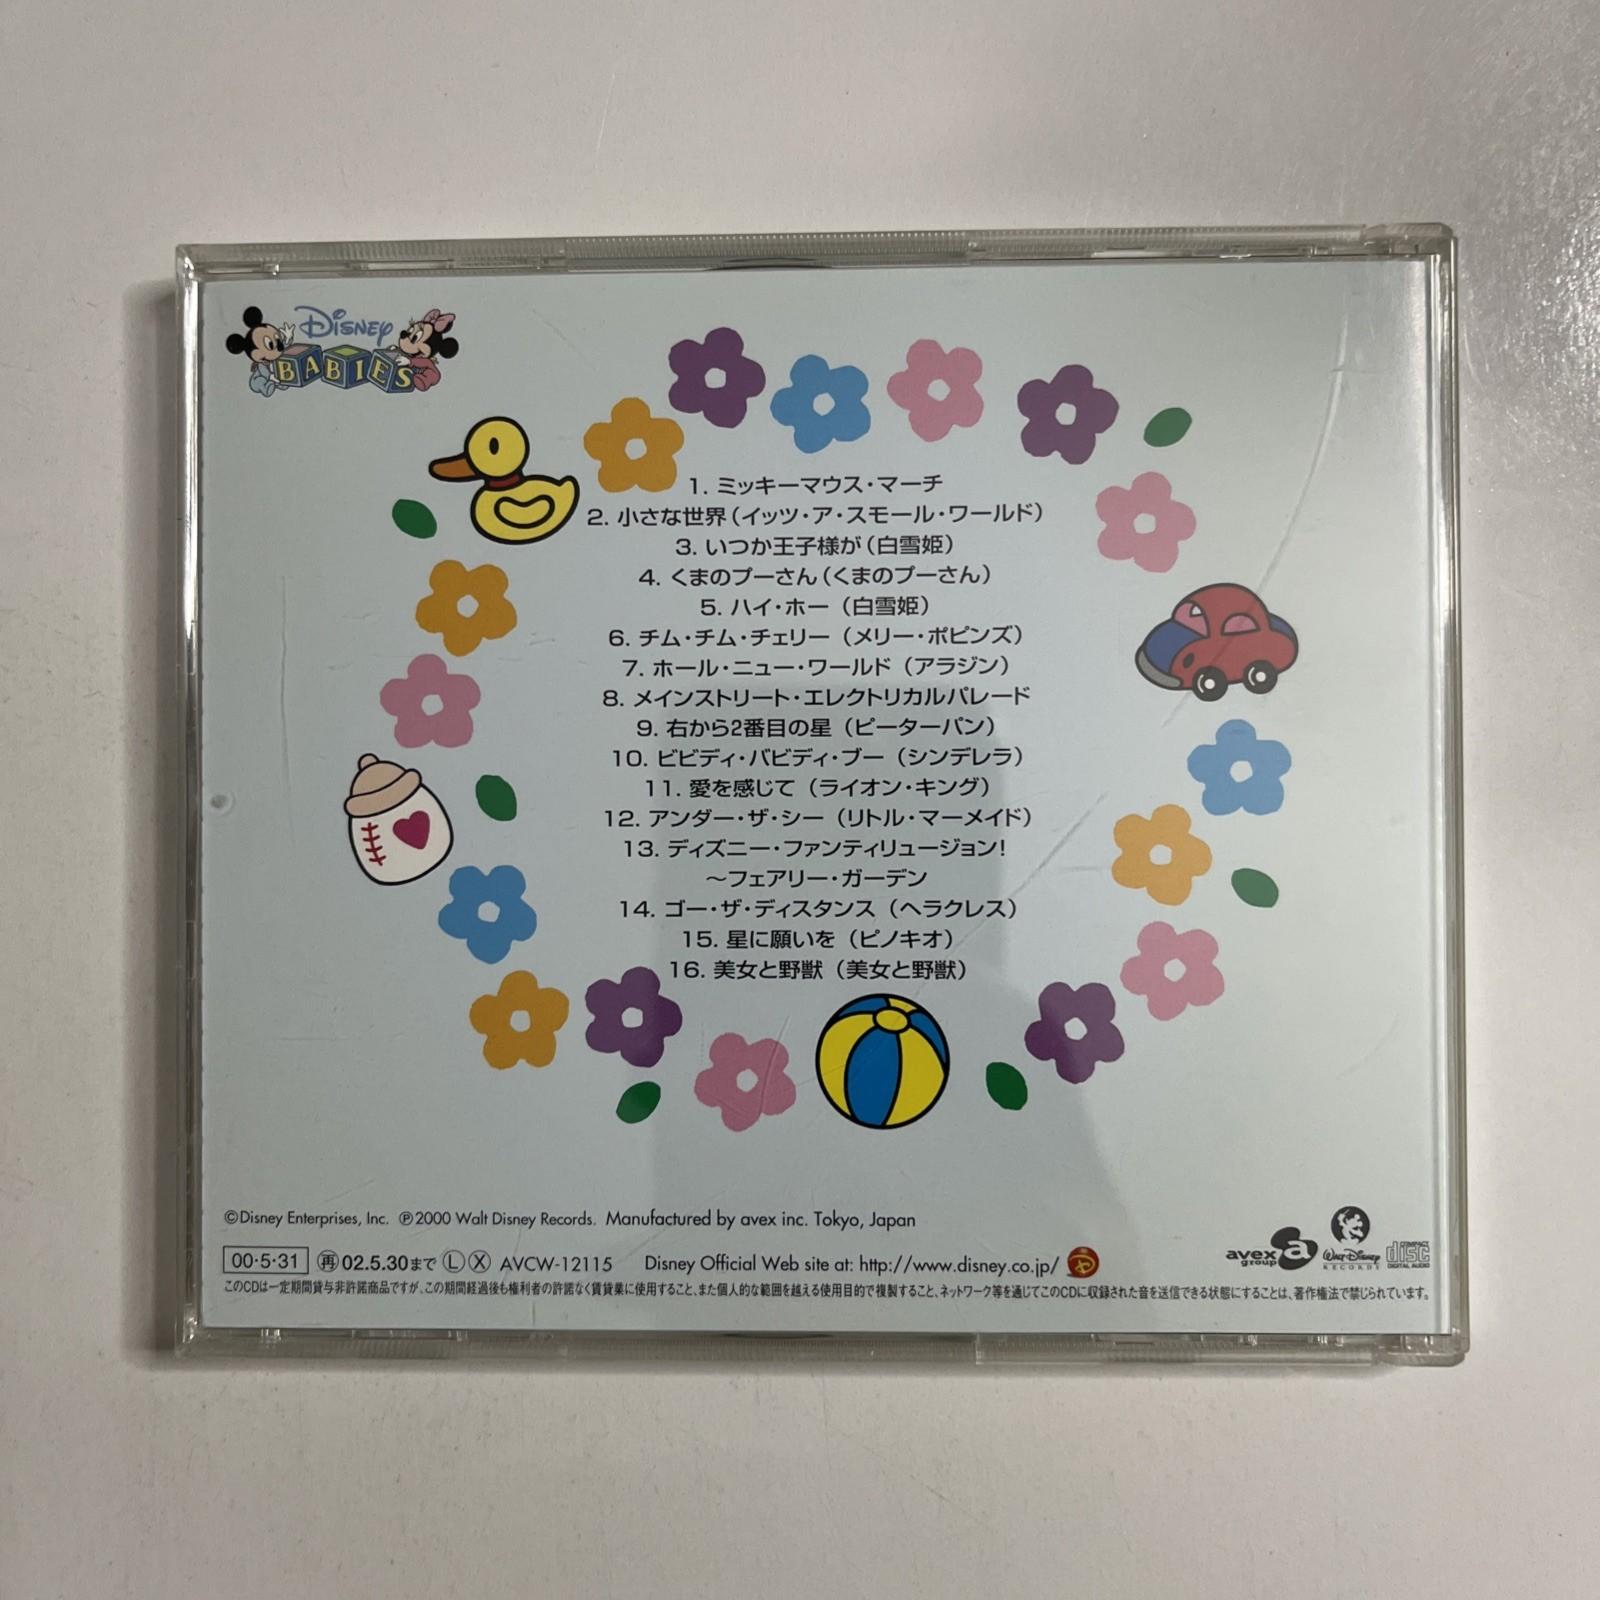 Disney
BABIES
1. ミッキーマウス・マーチ
2. 小さな世界（イッツ・ア・スモール・ワールド）
3. いつか王子様が（白雪姫）
4. くまのプーさん（くまのプーさん）
5. ハイ・ホー（白雪姫）
6. チム・チム・チェリー（メリー・ポピンズ）
7. ホール・ニュー・ワールド（アラジン）
8. メインストリート・エレクトリカルパレード
9. 右から2番目の星（ピーターパン）
10. ビビディ・バビディ・ブー（シンデレラ）
11. 愛を感じて（ライオン・キング）
12. アンダー・ザ・シー（リトル・マーメイド）
13. ディズニー・ファンティリュージョン!
〜フェアリー・ガーデン
14. ゴー・ザ・ディスタンス（ヘラクレス）
15. 星に願いを（ピノキオ）
16. 美女と野獣（美女と野獣）
©Disney Enterprises, Inc. ℗2000 Walt Disney Records. Manufactured by avex inc. Tokyo, Japan
00・5・31 ㊢02.5.30まで Ⓛ Ⓧ AVCW-12115 Disney Official Web site at: http://www.disney.co.jp/
avex group a WALT DISNEY RECORDS COMPACT disc DIGITAL AUDIO
このCDは一定期間貸与非許諾商品ですが、この期間経過後も権利者の許諾なく賃貸業に使用すること、また個人的な範囲を越える使用目的で複製すること、ネットワーク等を通じてこのCDに収録された音を送信できる状態にすることは、著作権法で禁じられています。